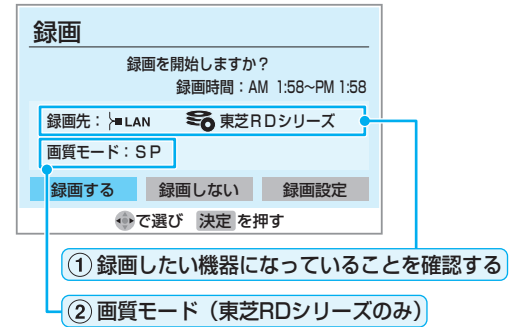 録画
録画を開始しますか？
録画時間：AM 1:58~PM 1:58
録画先： LAN 東芝RDシリーズ
画質モード：SP
録画する 録画しない 録画設定
で選び 決定 を押す
① 録画したい機器になっていることを確認する
② 画質モード（東芝RDシリーズのみ）